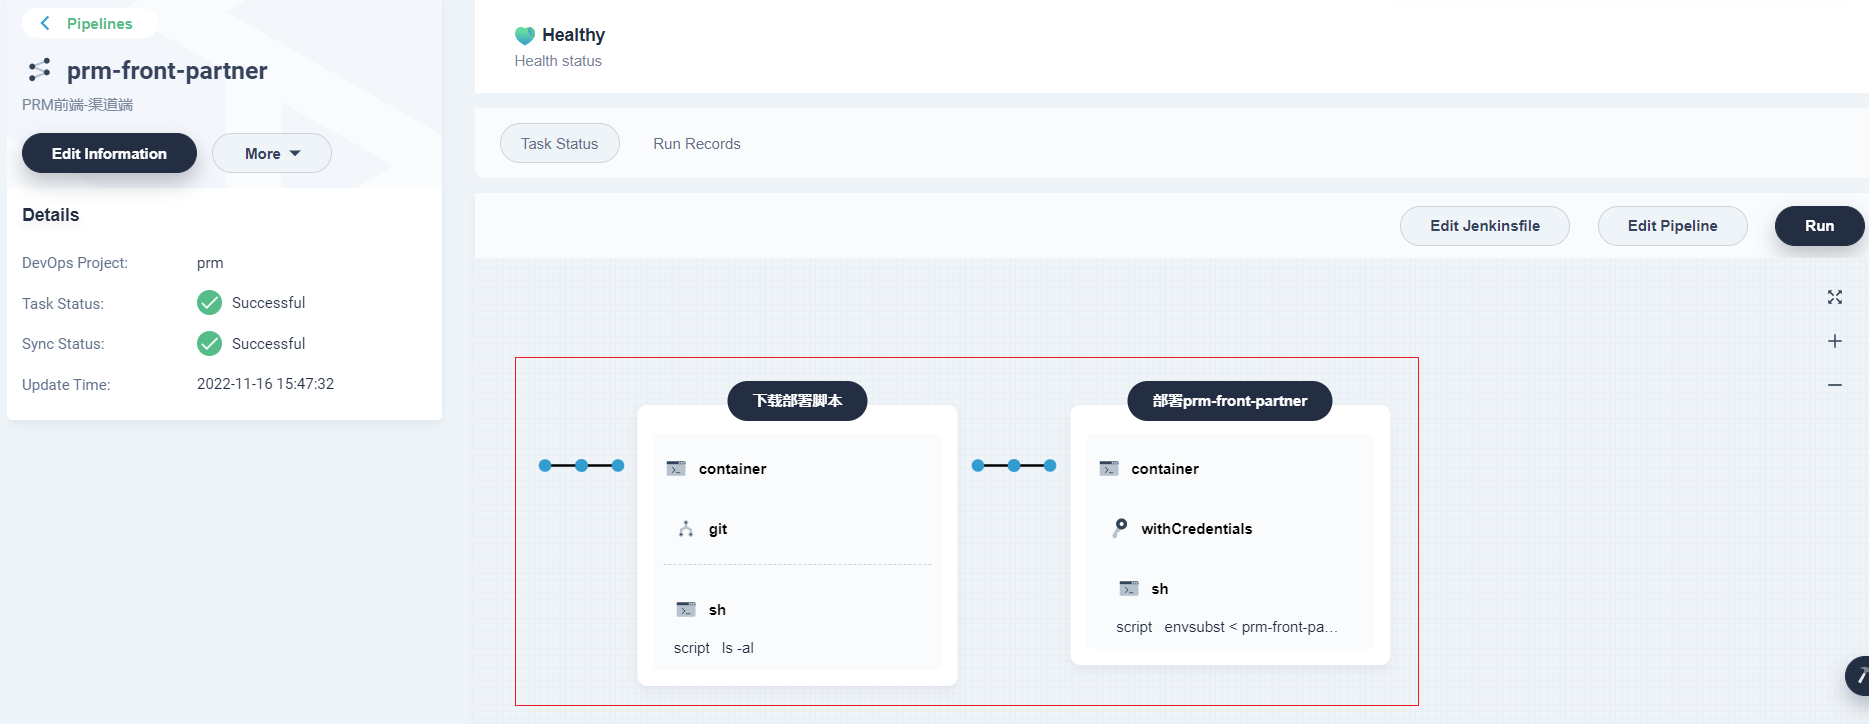 Pipelines
prm-front-partner
PRM前端-渠道端
Edit Information
More
Details
DevOps Project: prm
Task Status: Successful
Sync Status: Successful
Update Time: 2022-11-16 15:47:32
Healthy
Health status
Task Status Run Records
Edit Jenkinsfile Edit Pipeline Run
下载部署脚本
container
git
sh
script ls -al
部署prm-front-partner
container
withCredentials
sh
script envsubst < prm-front-pa...